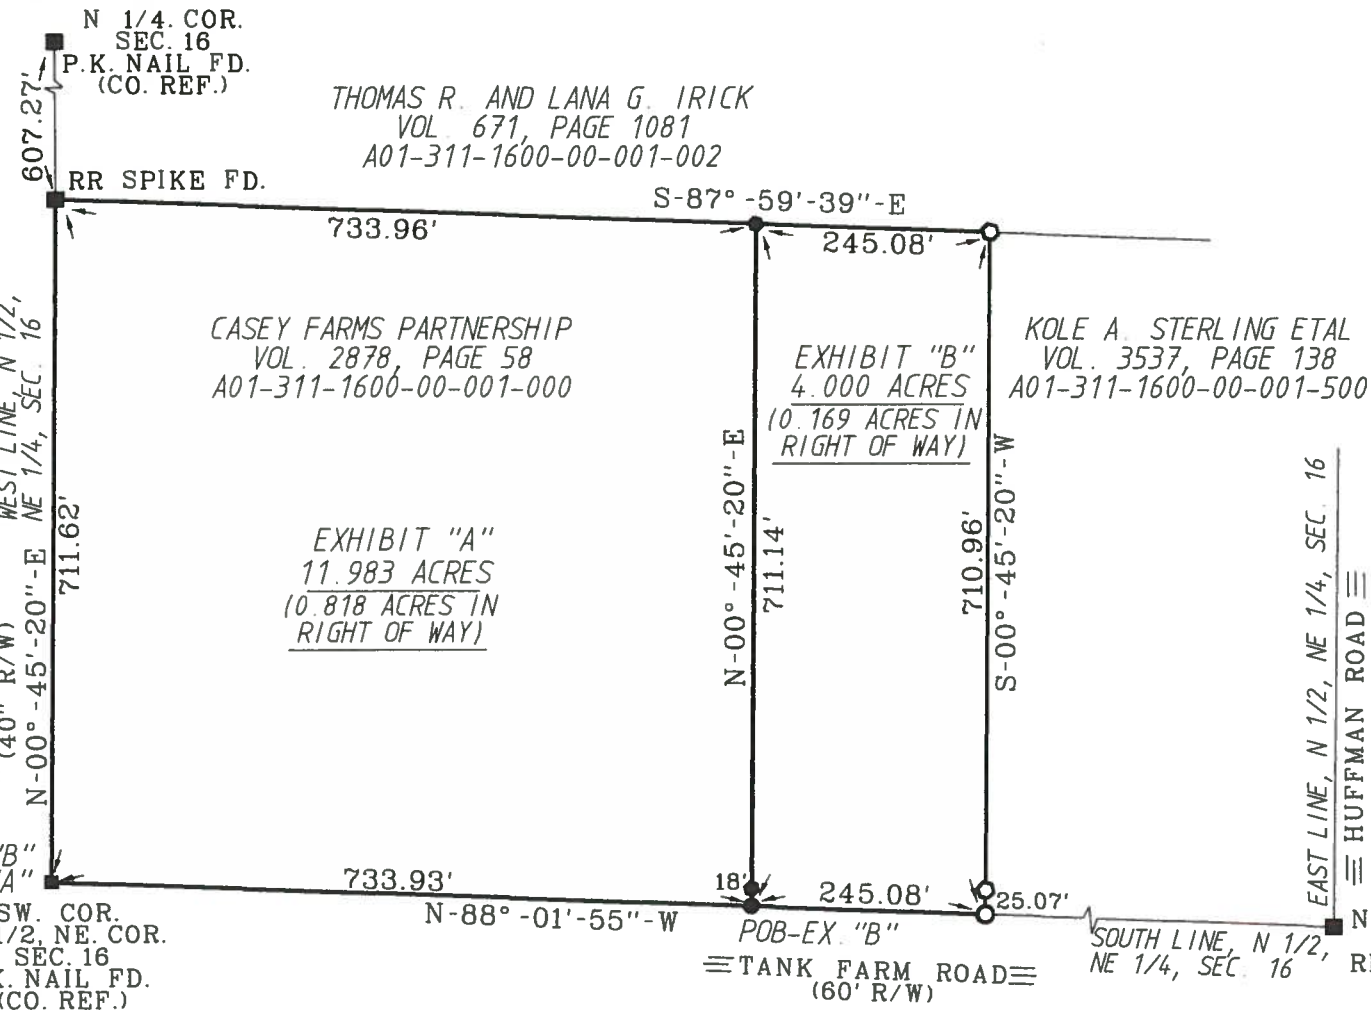 N 1/4. COR.
SEC. 16
P.K. NAIL FD.
(CO. REF.)
607.27'
THOMAS R. AND LANA G. IRICK
VOL. 671, PAGE 1081
A01-311-1600-00-001-002
RR SPIKE FD.
S-87°-59'-39"-E
733.96'
245.08'
WEST LINE, N 1/2,
NE 1/4, SEC. 16
CASEY FARMS PARTNERSHIP
VOL. 2878, PAGE 58
A01-311-1600-00-001-000
EXHIBIT "B"
4.000 ACRES
(0.169 ACRES IN
RIGHT OF WAY)
KOLE A. STERLING ETAL
VOL. 3537, PAGE 138
A01-311-1600-00-001-500
(40" R/W)
N-00°-45'-20"-E
711.62'
EXHIBIT "A"
11.983 ACRES
(0.818 ACRES IN
RIGHT OF WAY)
N-00°-45'-20"-E
711.14'
710.96'
S-00°-45'-20"-W
EAST LINE, N 1/2, NE 1/4, SEC. 16
HUFFMAN ROAD
"B"
A"
SW. COR.
1/2, NE. COR.
SEC. 16
K. NAIL FD.
(CO. REF.)
733.93'
N-88°-01'-55"-W
18'
245.08'
25.07'
POB-EX. "B"
TANK FARM ROAD
(60' R/W)
SOUTH LINE, N 1/2,
NE 1/4, SEC. 16
N